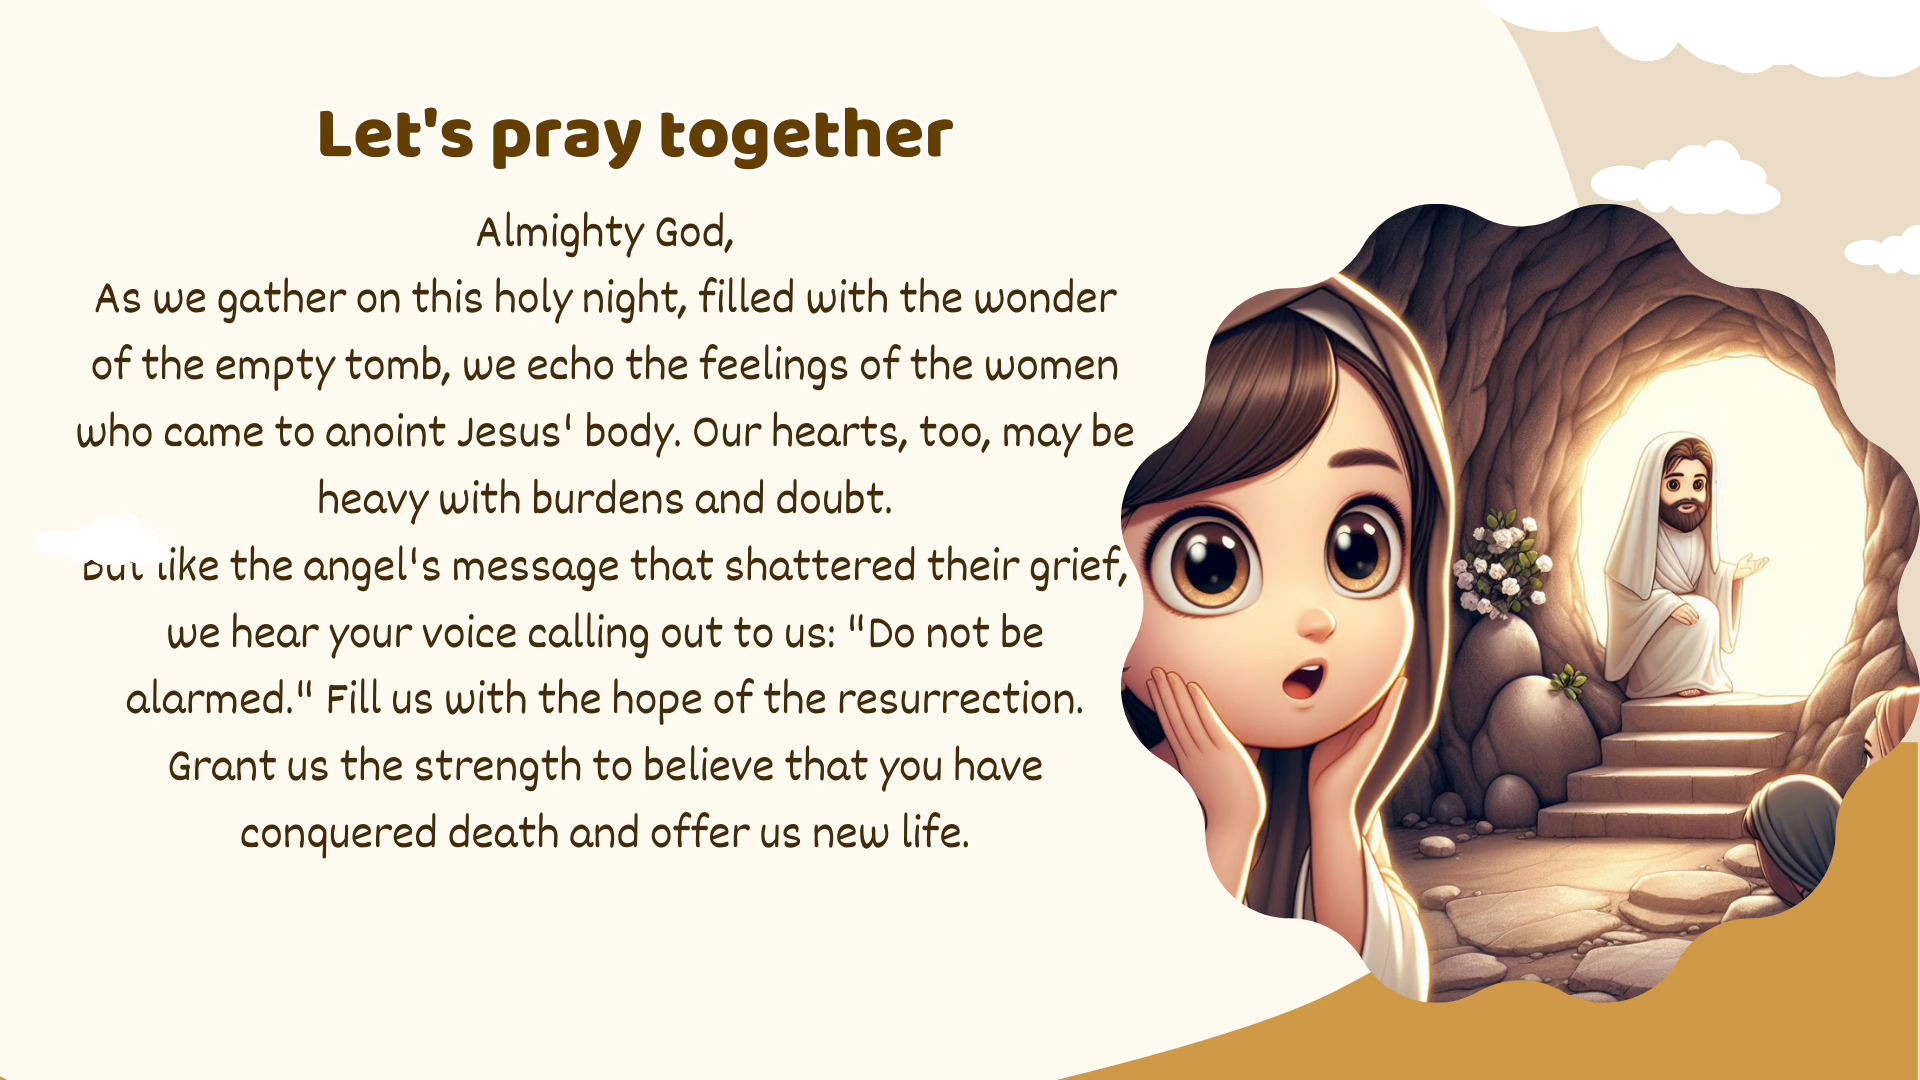 Let's pray together
Almighty God,
As we gather on this holy night, filled with the wonder
of the empty tomb, we echo the feelings of the women
who came to anoint Jesus' body. Our hearts, too, may be
heavy with burdens and doubt.
But like the angel's message that shattered their grief,
we hear your voice calling out to us: "Do not be
alarmed." Fill us with the hope of the resurrection.
Grant us the strength to believe that you have
conquered death and offer us new life.